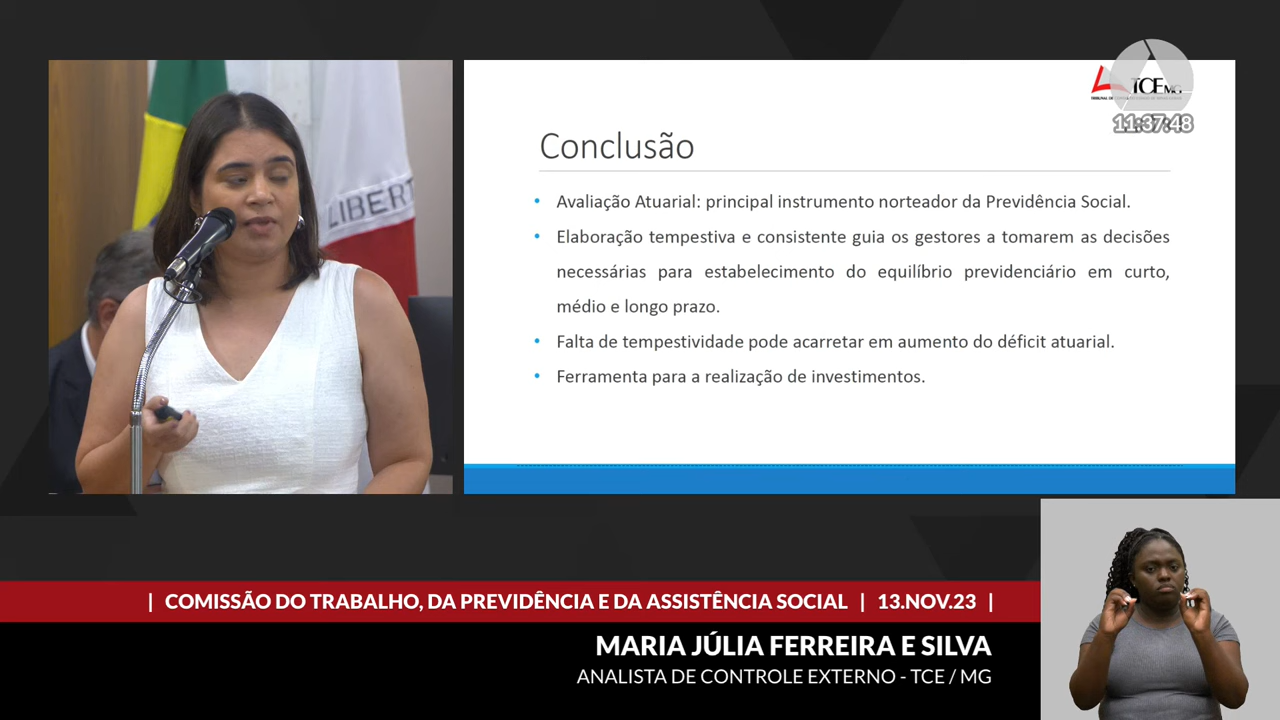 LIBERT
TCEMG
11:37:48
Conclusão
• Avaliação Atuarial: principal instrumento norteador da Previdência Social.
• Elaboração tempestiva e consistente guia os gestores a tomarem as decisões
necessárias para estabelecimento do equilíbrio previdenciário em curto,
médio e longo prazo.
• Falta de tempestividade pode acarretar em aumento do déficit atuarial.
• Ferramenta para a realização de investimentos.
| COMISSÃO DO TRABALHO, DA PREVIDÊNCIA E DA ASSISTÊNCIA SOCIAL | 13.NOV.23 |
MARIA JÚLIA FERREIRA E SILVA
ANALISTA DE CONTROLE EXTERNO - TCE / MG